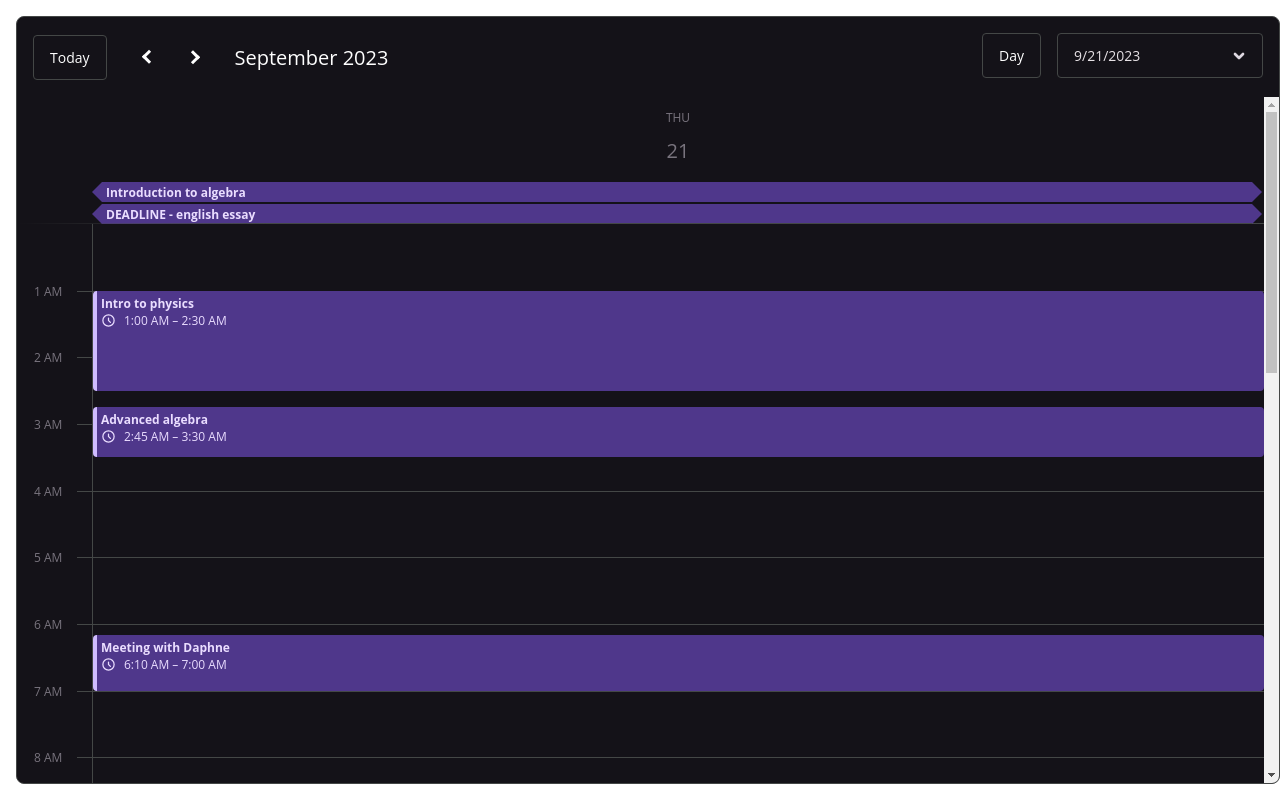 Today
September 2023
Day
9/21/2023
THU
21
Introduction to algebra
DEADLINE - english essay
1 AM
Intro to physics
1:00 AM – 2:30 AM
2 AM
Advanced algebra
3 AM
2:45 AM – 3:30 AM
4 AM
5 AM
6 AM
Meeting with Daphne
6:10 AM – 7:00 AM
7 AM
8 AM